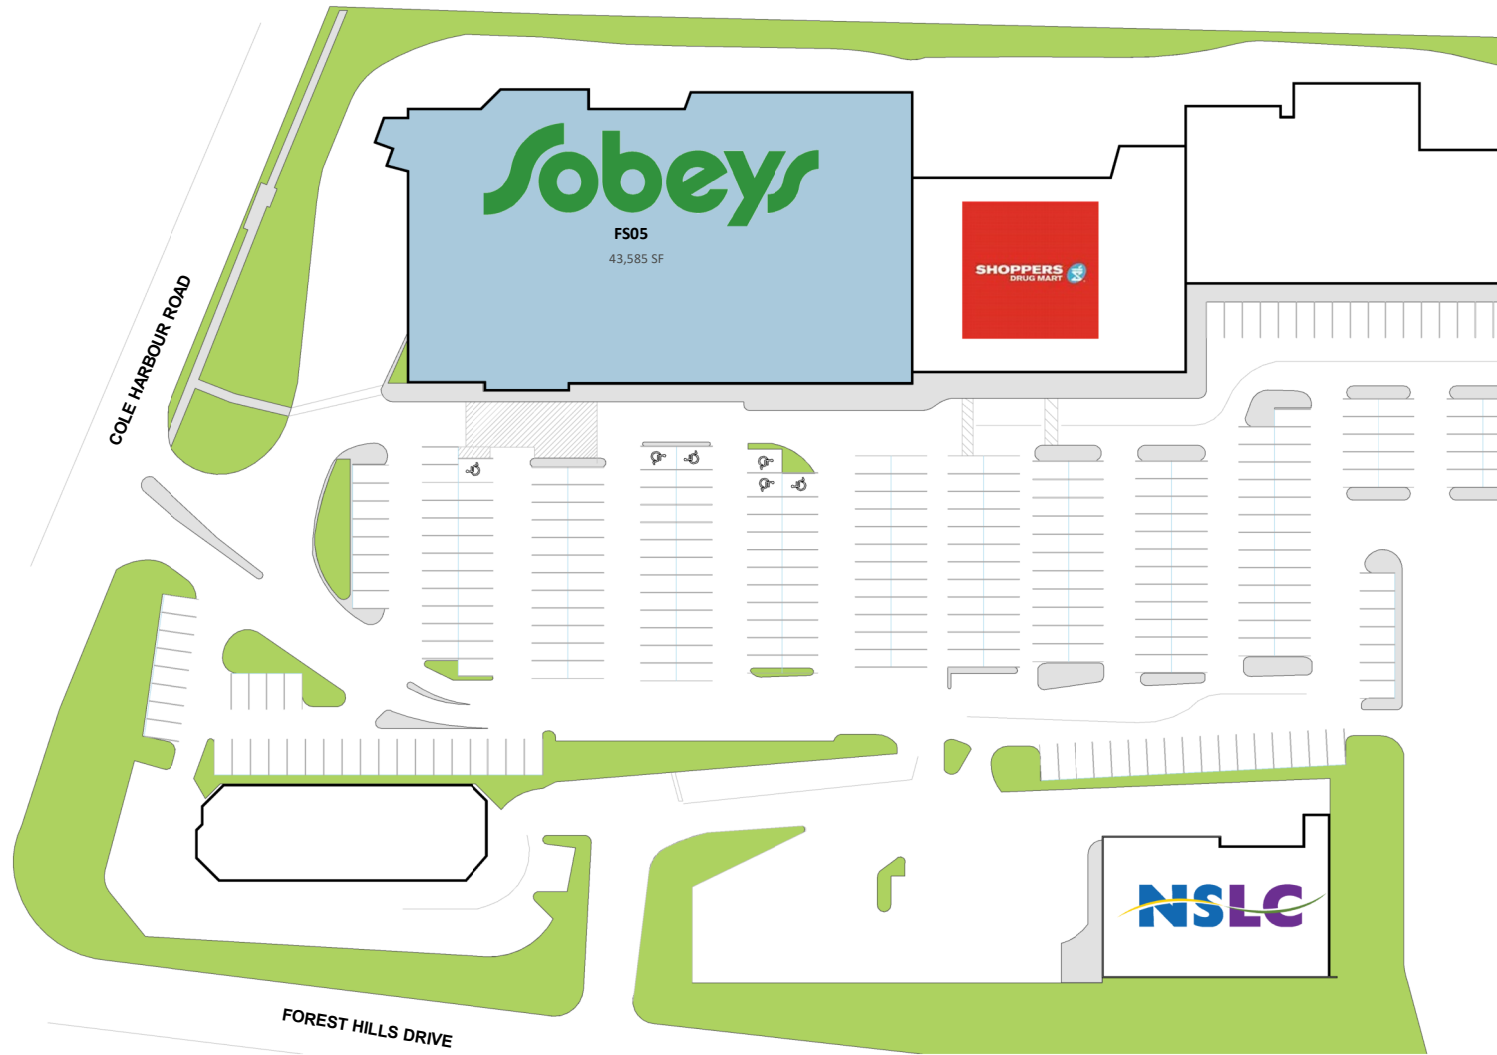 Sobeys
FS05
43,585 SF
SHOPPERS
DRUG MART
COLE HARBOUR ROAD
NSLC
FOREST HILLS DRIVE